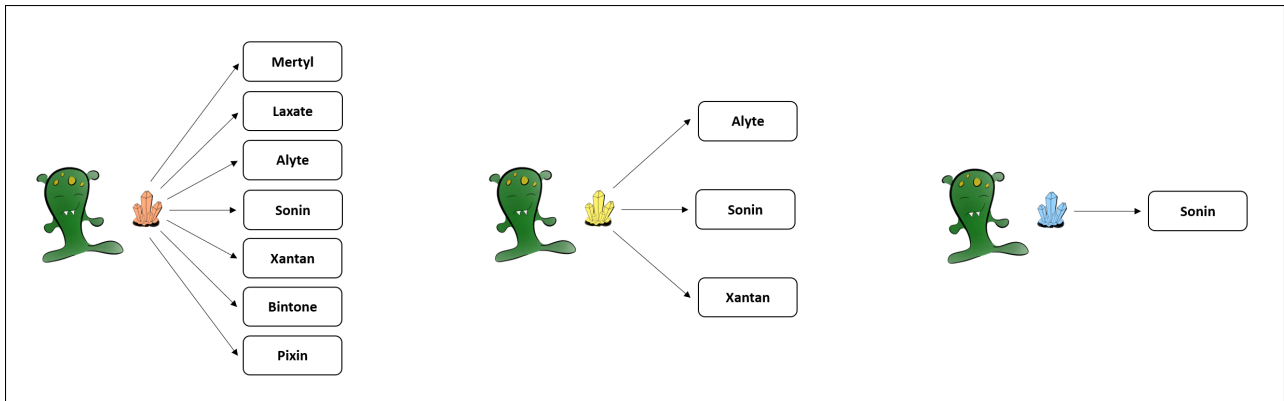 Mertyl
Laxate
Alyte
Sonin
Xantan
Bintone
Pixin
Alyte
Sonin
Xantan
Sonin